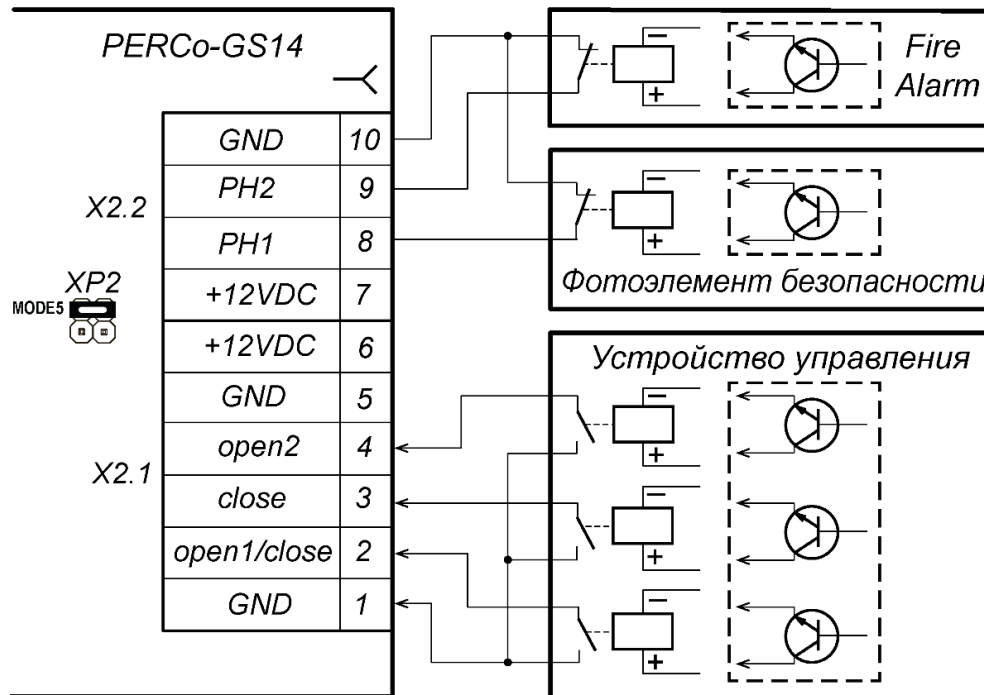 PERCo-GS14
X2.2
GND 10
PH2 9
PH1 8
+12VDC 7
XP2
MODE5
X2.1
+12VDC 6
GND 5
open2 4
close 3
open1/close 2
GND 1
Fire
Alarm
− +
Фотоэлемент безопасности
− +
Устройство управления
− +
− +
− +